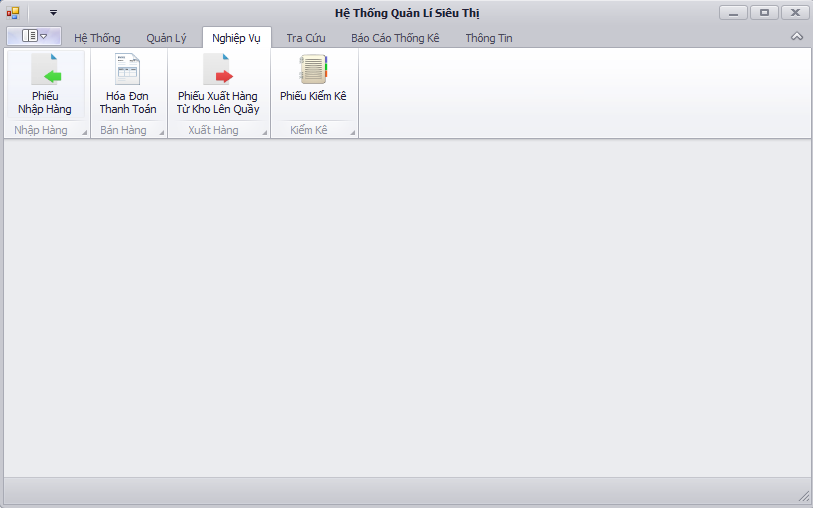 Hệ Thống Quản Lí Siêu Thị
Hệ Thống Quản Lý Nghiệp Vụ Tra Cứu Báo Cáo Thống Kê Thông Tin
Phiếu
Nhập Hàng
Hóa Đơn
Thanh Toán
Phiếu Xuất Hàng
Từ Kho Lên Quầy
Phiếu Kiểm Kê
Nhập Hàng Bán Hàng Xuất Hàng Kiểm Kê